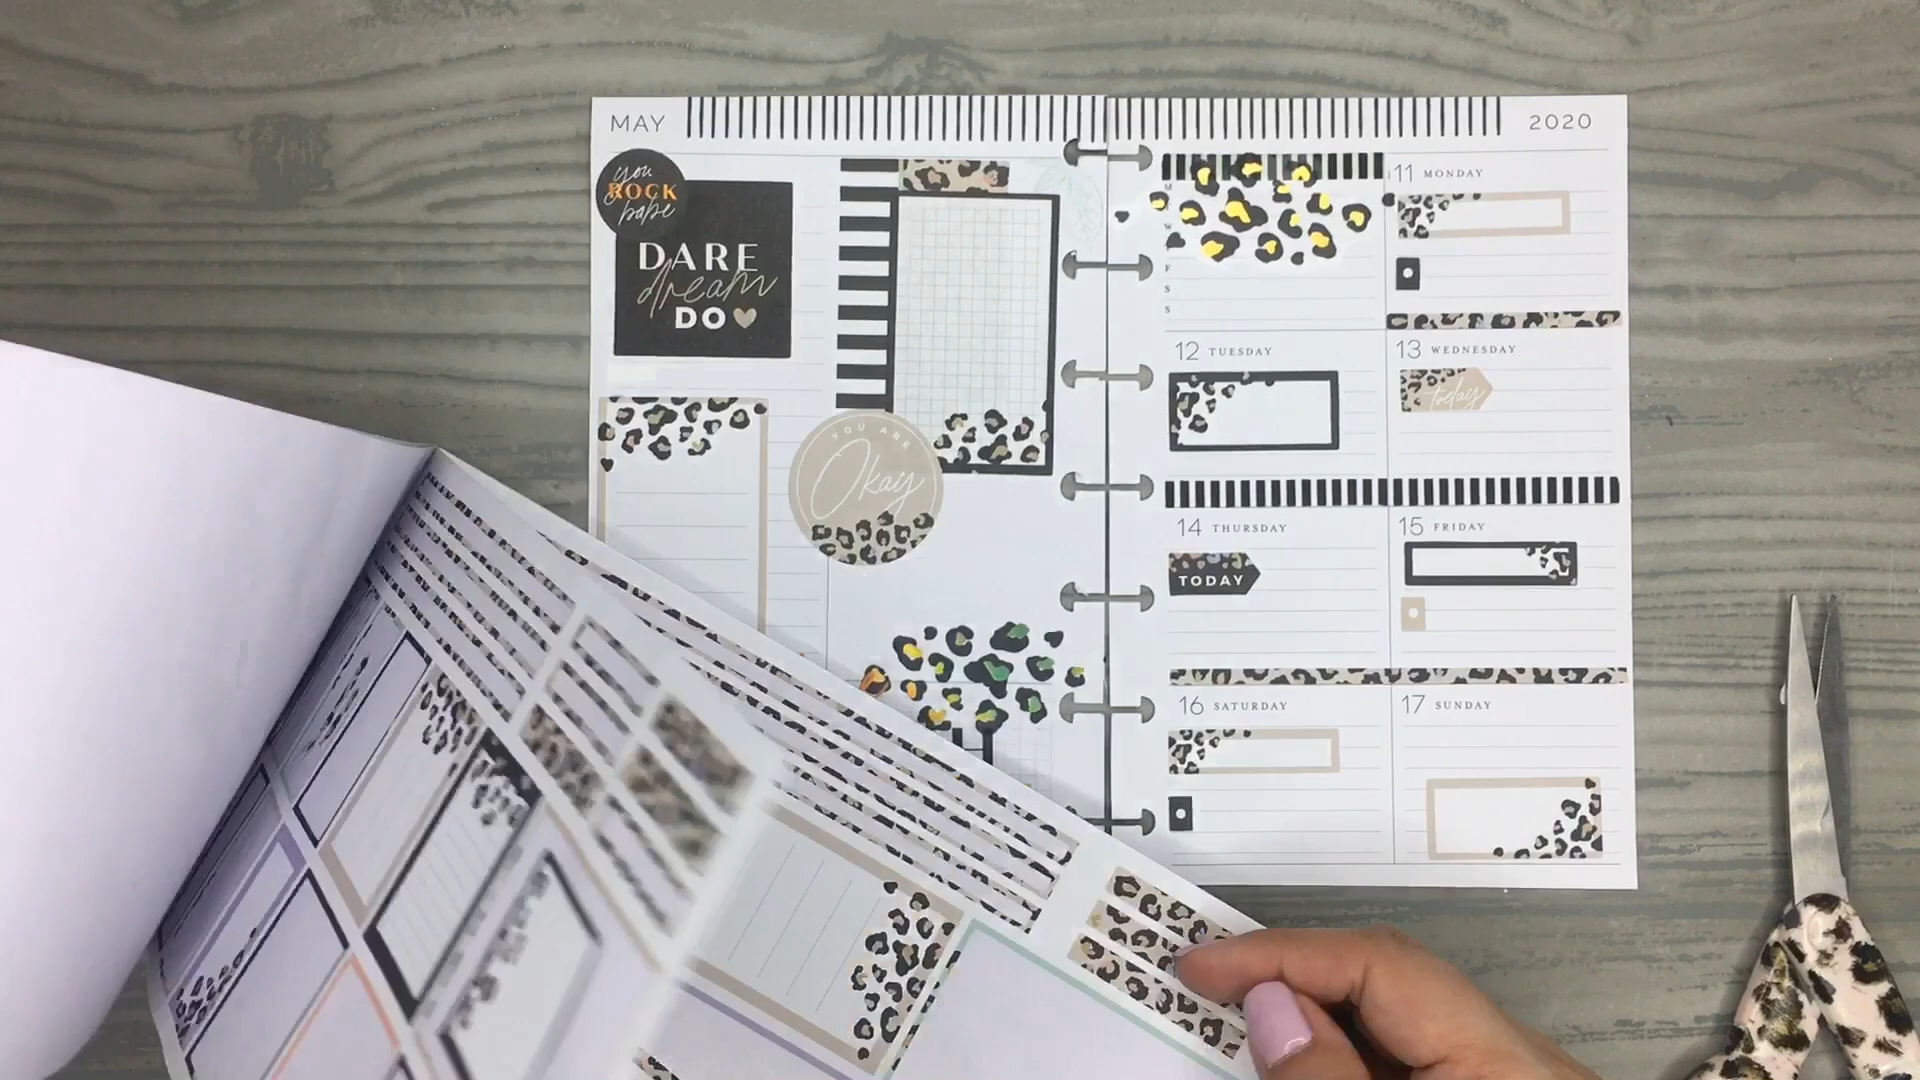 MAY
2020
you
ROCK
babe
DARE
dream
DO
YOU ARE
Okay
M
W
F
S
S
11 MONDAY
12 TUESDAY
13 WEDNESDAY
today
14 THURSDAY
TODAY
15 FRIDAY
16 SATURDAY
17 SUNDAY